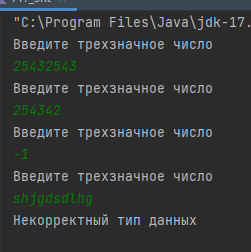 "C:\Program Files\Java\jdk-17.
Введите трехзначное число
25432543
Введите трехзначное число
254342
Введите трехзначное число
-1
Введите трехзначное число
shjgdsdlhg
Некорректный тип данных